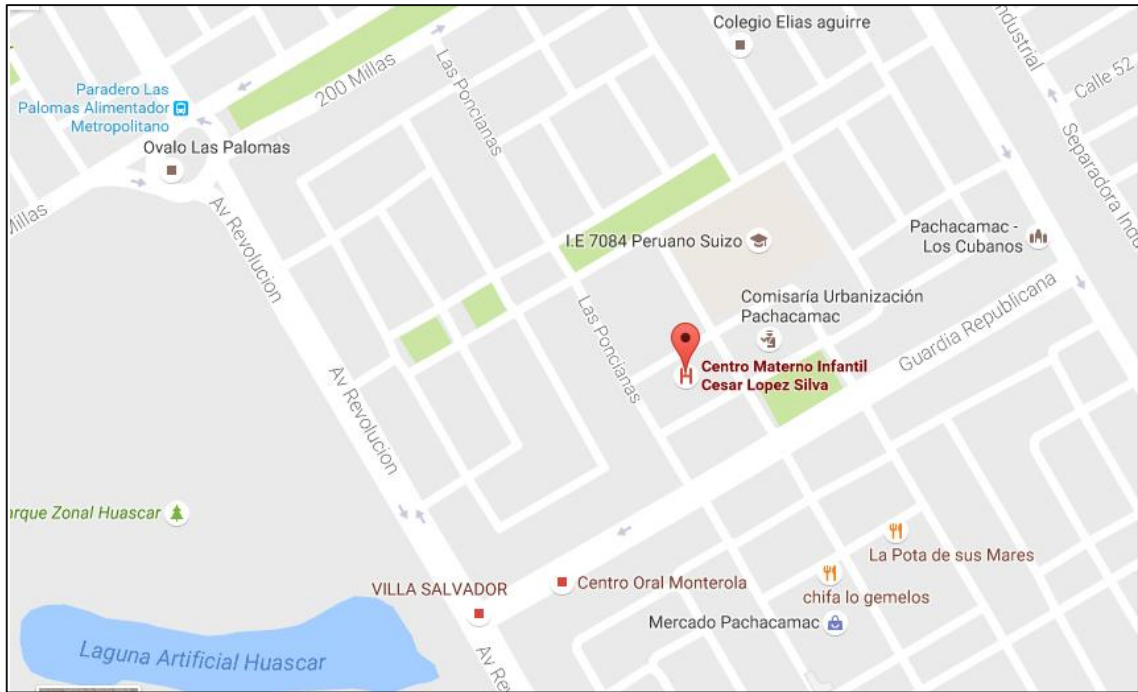 Colegio Elias aguirre
Industrial
Calle 52
200 Millas
Las Poncianas
Paradero Las
Palomas Alimentador
Metropolitano
Ovalo Las Palomas
Separadora Indu
Millas
Av Revolucion
I.E 7084 Peruano Suizo
Pachacamac -
Los Cubanos
Comisaría Urbanización
Pachacamac
Las Poncianas
Guardia Republicana
Centro Materno Infantil
Cesar Lopez Silva
Av Revolucion
arque Zonal Huascar
La Pota de sus Mares
VILLA SALVADOR
Centro Oral Monterola
chifa lo gemelos
Mercado Pachacamac
Laguna Artificial Huascar
Av Re